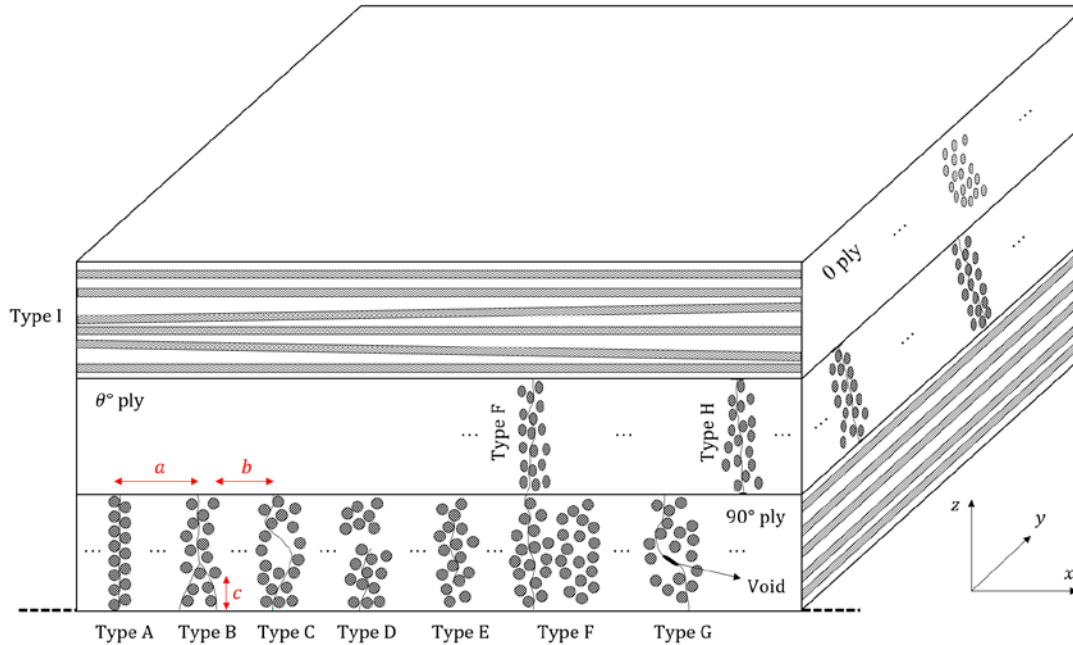 0 ply
Type I
θ° ply
Type F
Type H
a
b
90° ply
c
Void
z
y
x
Type A
Type B
Type C
Type D
Type E
Type F
Type G